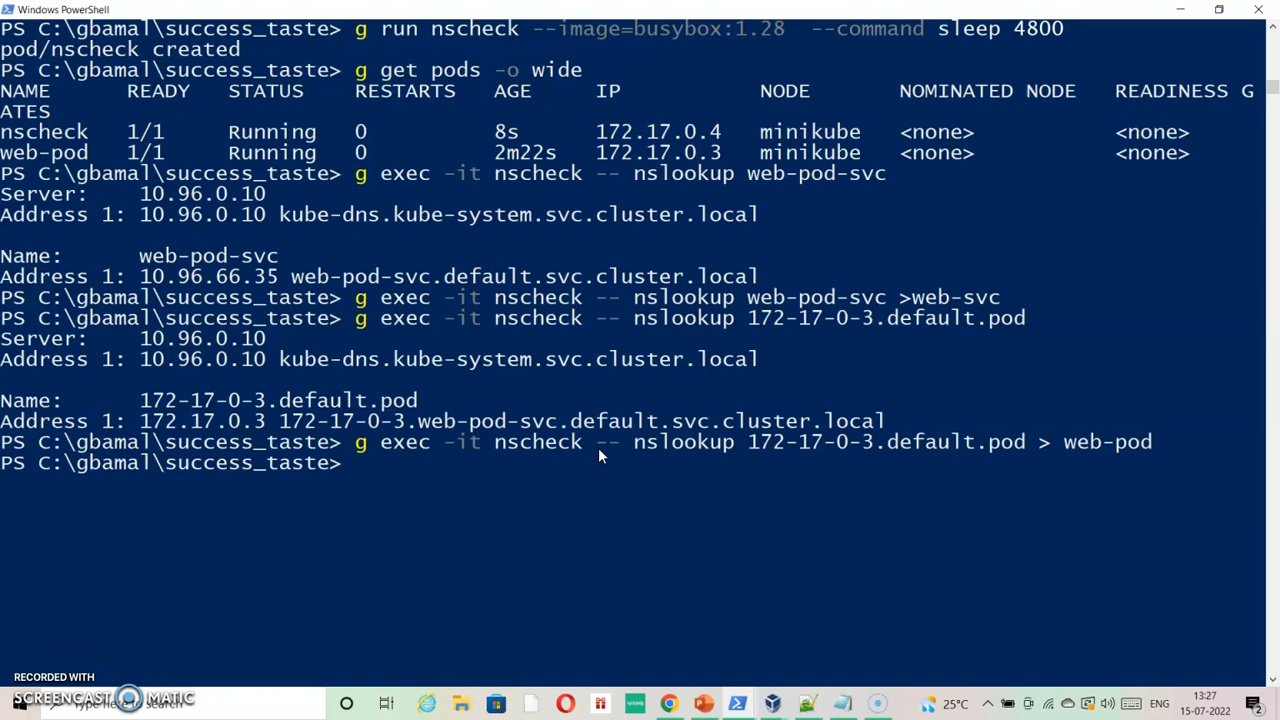 Windows PowerShell
PS C:\gbamal\success_taste> g run nscheck --image=busybox:1.28  --command sleep 4800
pod/nscheck created
PS C:\gbamal\success_taste> g get pods -o wide
NAME READY STATUS RESTARTS AGE IP NODE NOMINATED NODE READINESS G
ATES
nscheck 1/1 Running 0 8s 172.17.0.4 minikube <none> <none>
web-pod 1/1 Running 0 2m22s 172.17.0.3 minikube <none> <none>
PS C:\gbamal\success_taste> g exec -it nscheck -- nslookup web-pod-svc
Server: 10.96.0.10
Address 1: 10.96.0.10 kube-dns.kube-system.svc.cluster.local
Name: web-pod-svc
Address 1: 10.96.66.35 web-pod-svc.default.svc.cluster.local
PS C:\gbamal\success_taste> g exec -it nscheck -- nslookup web-pod-svc >web-svc
PS C:\gbamal\success_taste> g exec -it nscheck -- nslookup 172-17-0-3.default.pod
Server: 10.96.0.10
Address 1: 10.96.0.10 kube-dns.kube-system.svc.cluster.local
Name: 172-17-0-3.default.pod
Address 1: 172.17.0.3 172-17-0-3.web-pod-svc.default.svc.cluster.local
PS C:\gbamal\success_taste> g exec -it nscheck -- nslookup 172-17-0-3.default.pod > web-pod
PS C:\gbamal\success_taste>
RECORDED WITH
SCREENCAST MATIC
25°C ENG 13:27
15-07-2022 2